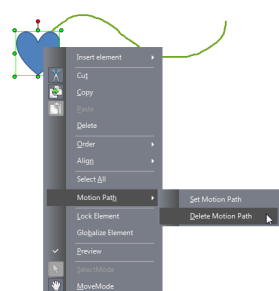 Insert element
Cut
Copy
Paste
Delete
Order
Align
Select All
Motion Path
Set Motion Path
Delete Motion Path
Lock Element
Globalize Element
Preview
SelectMode
MoveMode